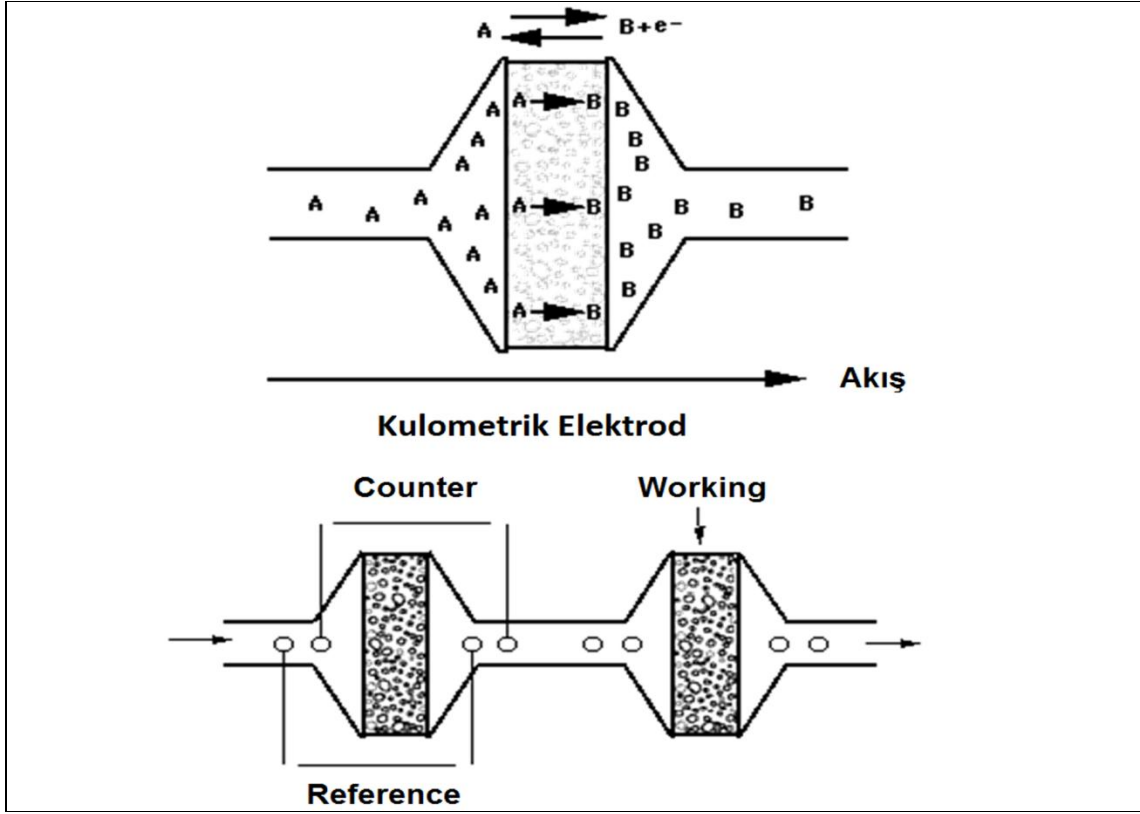 A B+e-
A
A B B
A B
A B
A A A A B B B B B
A A B
A B
A B
A B B
Akış
Kulometrik Elektrod
Counter Working
Reference